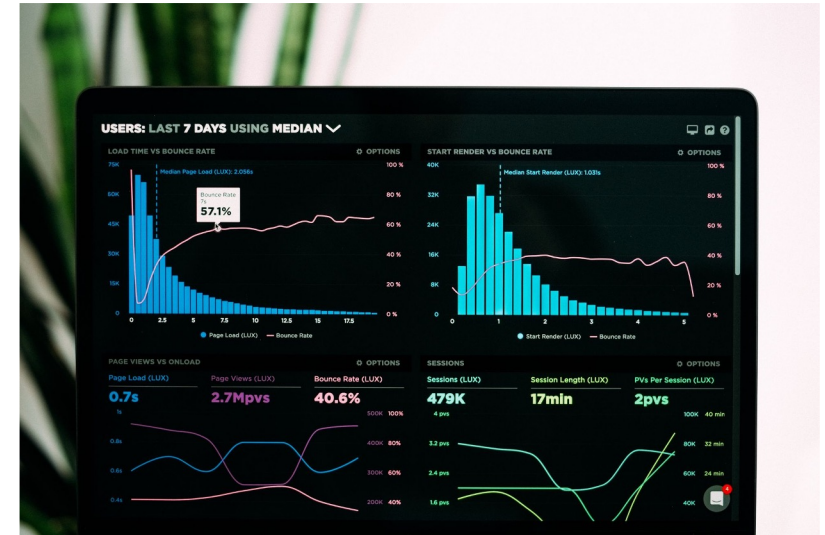 USERS: LAST 7 DAYS USING MEDIAN
LOAD TIME VS BOUNCE RATE
OPTIONS
75K
60K
45K
30K
15K
0
100 %
80 %
60 %
40 %
20 %
0 %
Median Page Load (LUX): 2.056s
Bounce Rate
7s
57.1%
0 2.5 5 7.5 10 12.5 15 17.5
Page Load (LUX) Bounce Rate
START RENDER VS BOUNCE RATE
OPTIONS
40K
32K
24K
16K
8K
0
100 %
80 %
60 %
40 %
20 %
0 %
Median Start Render (LUX): 1.031s
0 1 2 3 4 5
Start Render (LUX) Bounce Rate
PAGE VIEWS VS ONLOAD
OPTIONS
Page Load (LUX) Page Views (LUX) Bounce Rate (LUX)
0.7s 2.7Mpvs 40.6%
500K 100%
0.8s 400K 80%
0.6s 300K 60%
0.4s 200K 40%
SESSIONS
OPTIONS
Sessions (LUX) Session Length (LUX) PVs Per Session (LUX)
479K 17min 2pvs
4 pvs 100K 40 min
3.2 pvs 80K 32 min
2.4 pvs 60K 24 min
1.6 pvs 40K
4